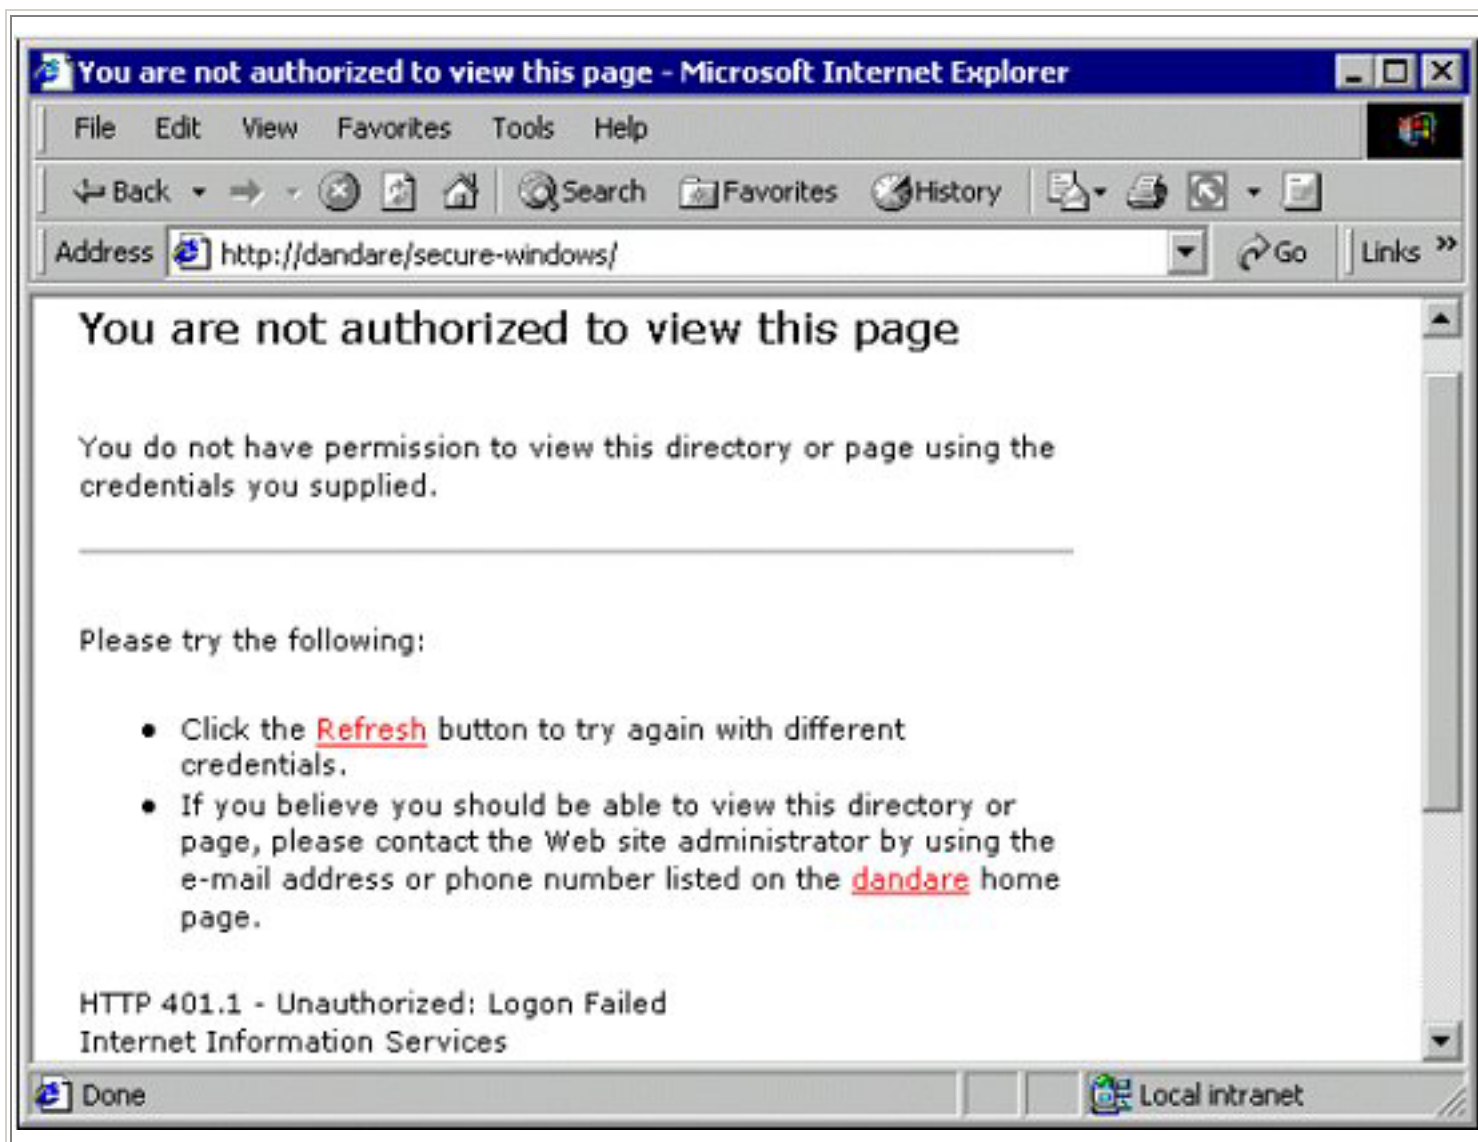 You are not authorized to view this page - Microsoft Internet Explorer
File Edit View Favorites Tools Help
Back Search Favorites History
Address http://dandare/secure-windows/ Go Links »
You are not authorized to view this page
You do not have permission to view this directory or page using the
credentials you supplied.
Please try the following:
• Click the Refresh button to try again with different
credentials.
• If you believe you should be able to view this directory or
page, please contact the Web site administrator by using the
e-mail address or phone number listed on the dandare home
page.
HTTP 401.1 - Unauthorized: Logon Failed
Internet Information Services
Done Local intranet